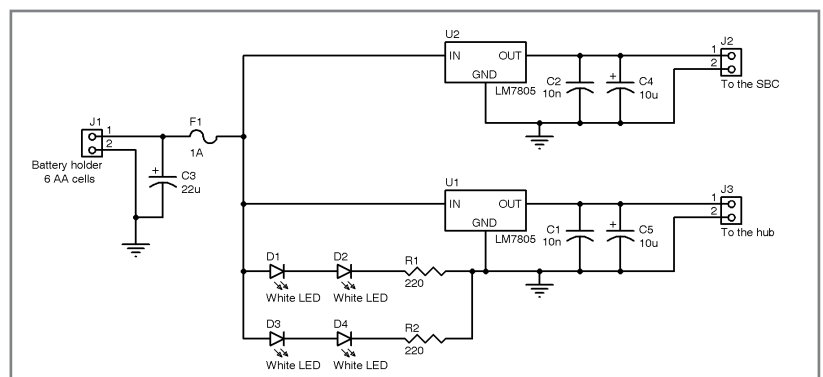 U2
IN OUT
GND
LM7805
C2
10n
+
C4
10u
1
2
J2
To the SBC
J1
1
2
Battery holder
6 AA cells
F1
1A
+
C3
22u
U1
IN OUT
GND
LM7805
C1
10n
+
C5
10u
1
2
J3
To the hub
D1
White LED
D2
White LED
R1
220
D3
White LED
D4
White LED
R2
220